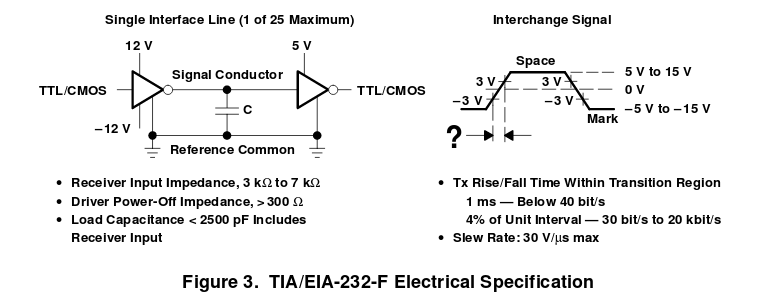 Single Interface Line (1 of 25 Maximum)
12 V
5 V
TTL/CMOS
Signal Conductor
TTL/CMOS
C
−12 V
Reference Common
• Receiver Input Impedance, 3 kΩ to 7 kΩ
• Driver Power-Off Impedance, > 300 Ω
• Load Capacitance < 2500 pF Includes
Receiver Input
Interchange Signal
Space
5 V to 15 V
3 V
3 V
0 V
−3 V
−3 V
−5 V to −15 V
Mark
?
• Tx Rise/Fall Time Within Transition Region
1 ms — Below 40 bit/s
4% of Unit Interval — 30 bit/s to 20 kbit/s
• Slew Rate: 30 V/µs max
Figure 3. TIA/EIA-232-F Electrical Specification